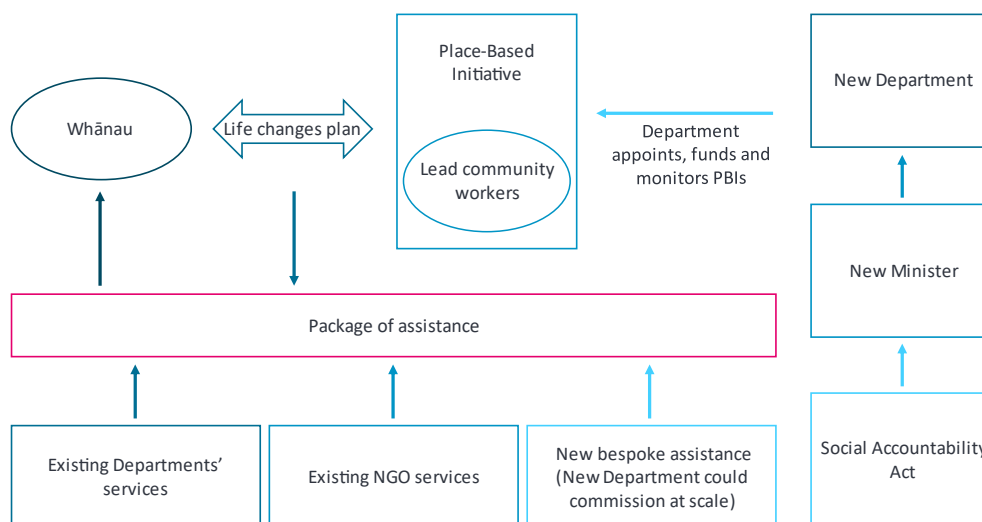 Place-Based
Initiative
New Department
Whānau
Life changes plan
Department
appoints, funds and
monitors PBIs
Lead community
workers
New Minister
Package of assistance
Existing Departments’
services
Existing NGO services
New bespoke assistance
(New Department could
commission at scale)
Social Accountability
Act